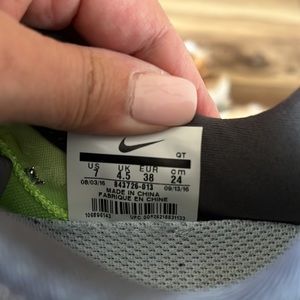 QT
US UK EUR cm
7 4.5 38 24
08/03/16 843726-013 09/13/16
MADE IN CHINA
FABRIQUÉ EN CHINE